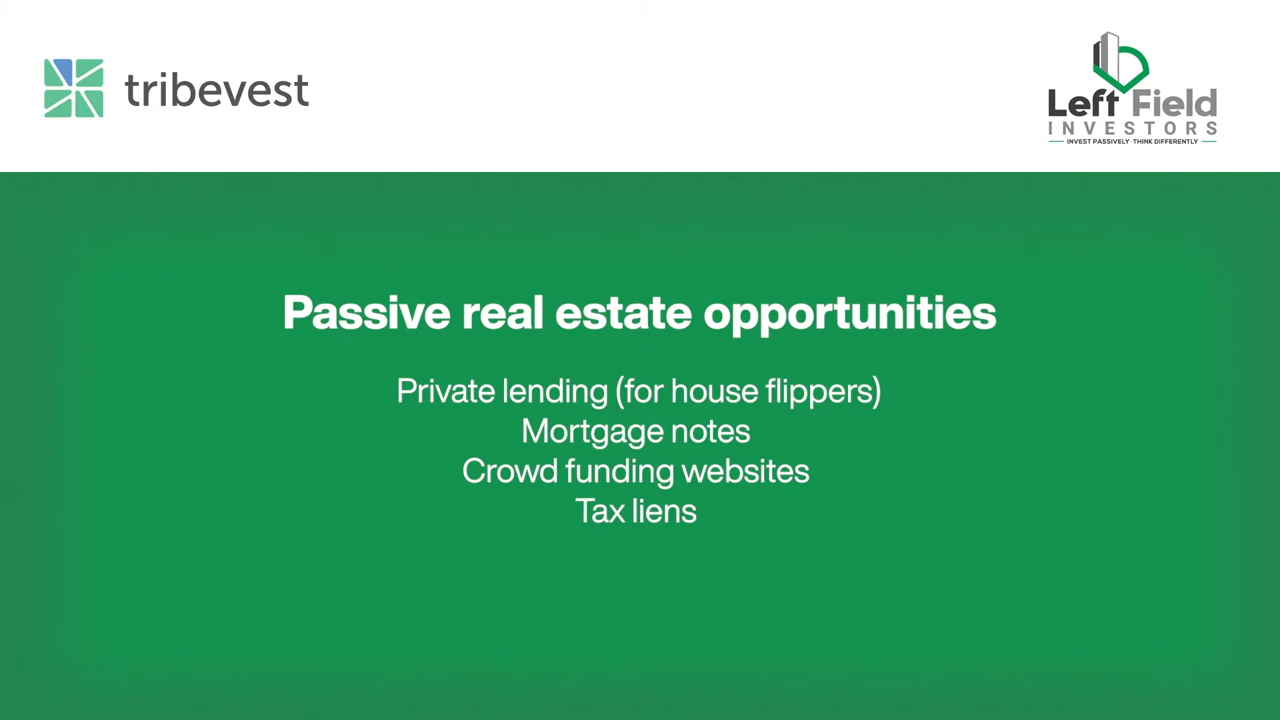 tribevest
Left Field
INVESTORS
INVEST PASSIVELY · THINK DIFFERENTLY
Passive real estate opportunities
Private lending (for house flippers)
Mortgage notes
Crowd funding websites
Tax liens